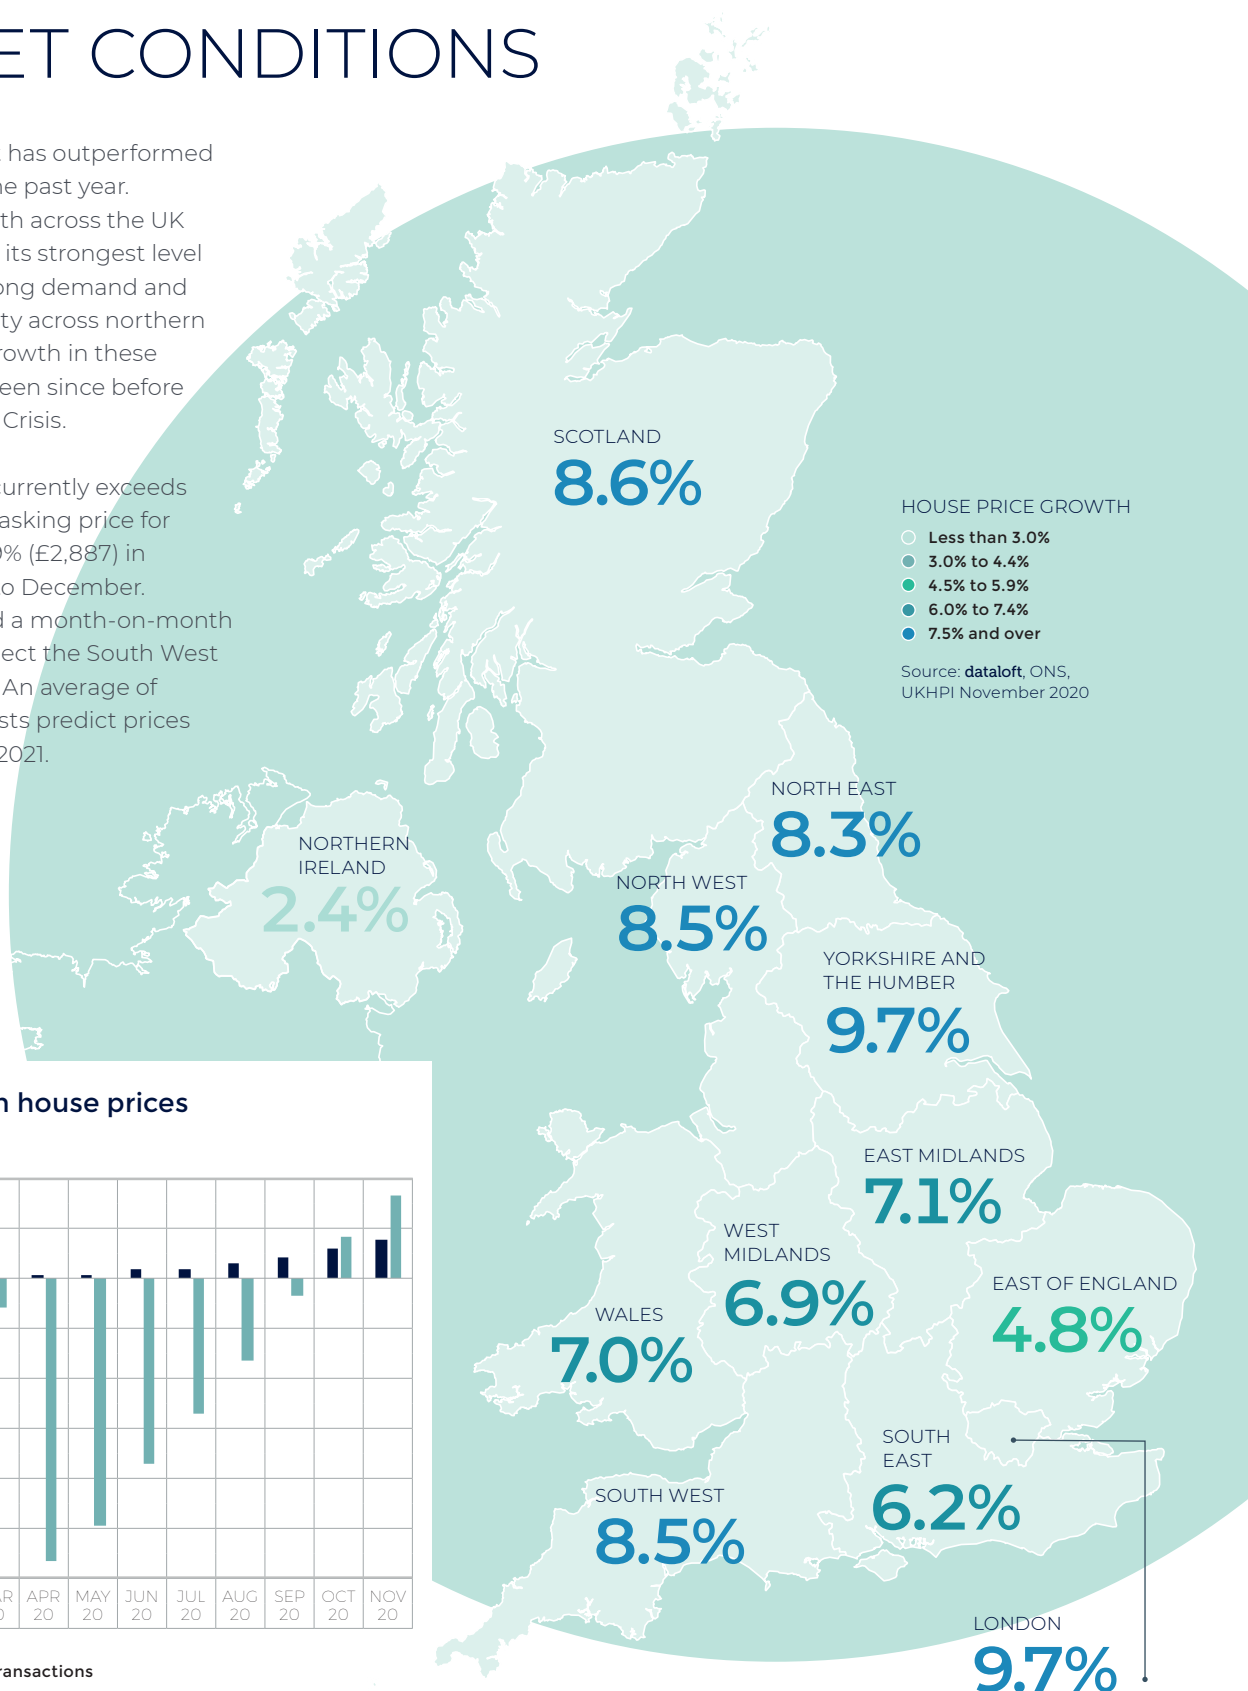 ET CONDITIONS
has outperformed
he past year.
th across the UK
its strongest level
ong demand and
ty across northern
rowth in these
een since before
Crisis.
currently exceeds
asking price for
9% (£2,887) in
to December.
d a month-on-month
ect the South West
An average of
sts predict prices
2021.
SCOTLAND
8.6%
HOUSE PRICE GROWTH
Less than 3.0%
3.0% to 4.4%
4.5% to 5.9%
6.0% to 7.4%
7.5% and over
Source: dataloft, ONS,
UKHPI November 2020
NORTH EAST
8.3%
NORTHERN
IRELAND
2.4%
NORTH WEST
8.5%
YORKSHIRE AND
THE HUMBER
9.7%
EAST MIDLANDS
7.1%
WEST
MIDLANDS
6.9%
EAST OF ENGLAND
4.8%
WALES
7.0%
SOUTH
EAST
6.2%
SOUTH WEST
8.5%
LONDON
9.7%
n house prices
AR APR MAY JUN JUL AUG SEP OCT NOV
0 20 20 20 20 20 20 20 20
ransactions